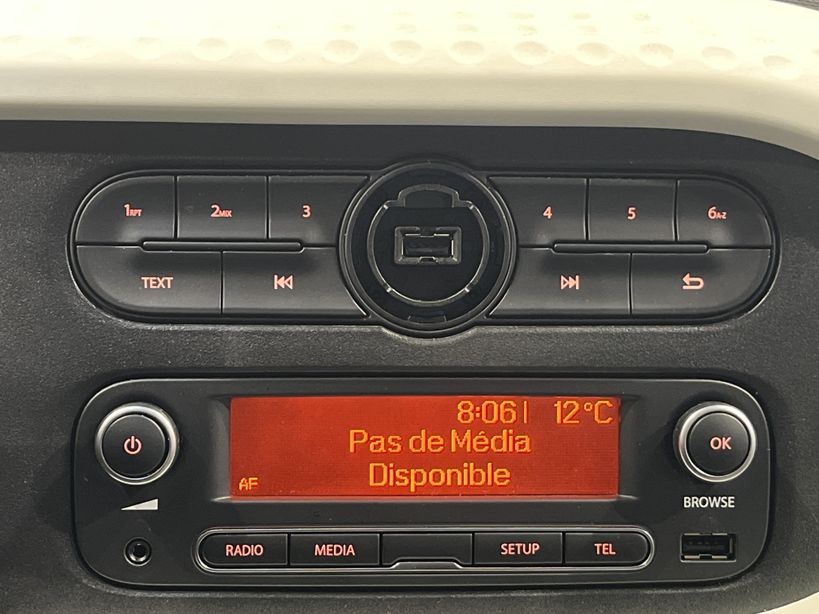 1RPT 2MIX 3 4 5 6A-Z
TEXT
8:06 12°C
Pas de Média
Disponible
AF
OK
BROWSE
RADIO MEDIA SETUP TEL